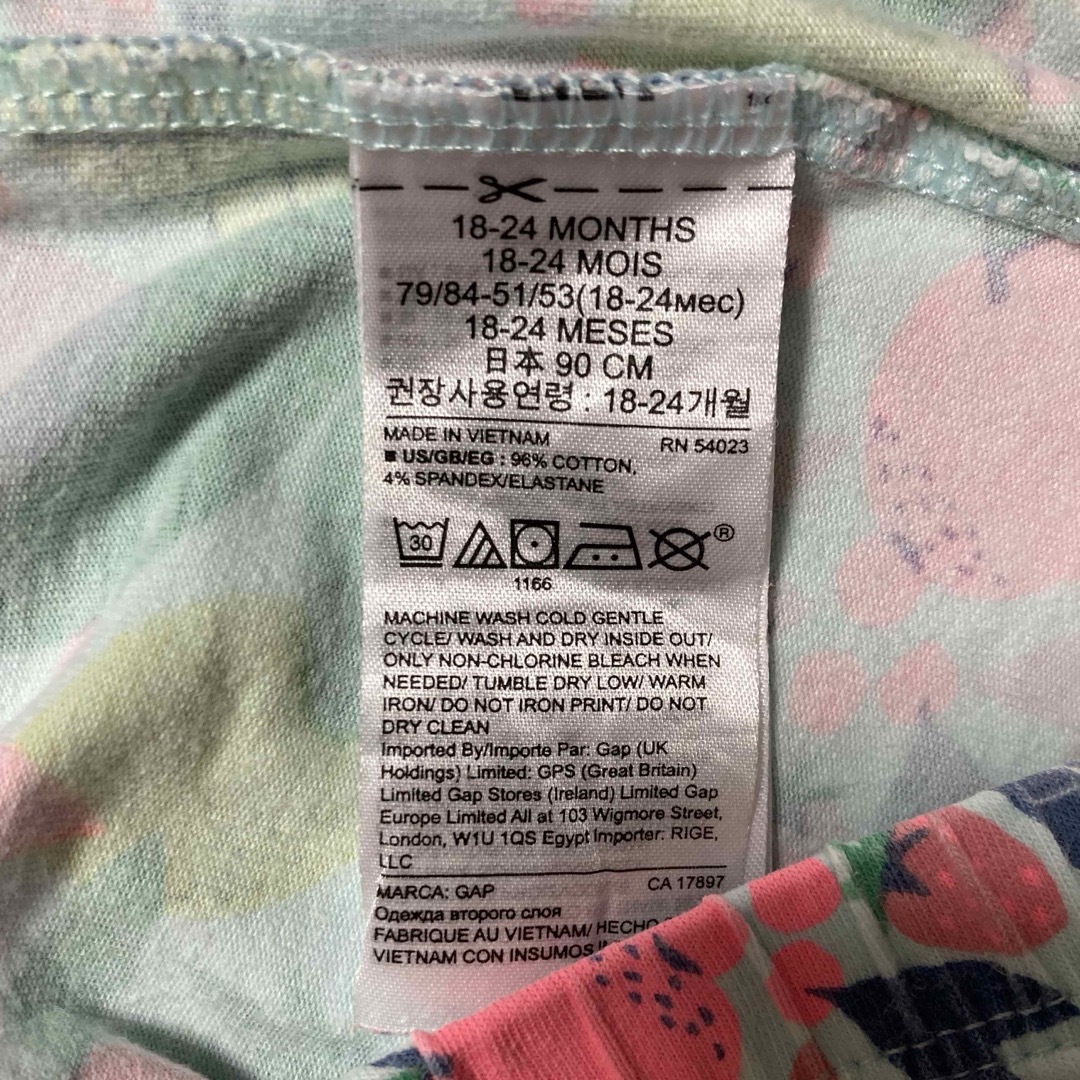 18-24 MONTHS
18-24 MOIS
79/84-51/53(18-24мес)
18-24 MESES
日本 90 CM
권장사용연령 : 18-24개월
MADE IN VIETNAM RN 54023
■ US/GB/EG : 96% COTTON,
4% SPANDEX/ELASTANE
30
®
1166
MACHINE WASH COLD GENTLE
CYCLE/ WASH AND DRY INSIDE OUT/
ONLY NON-CHLORINE BLEACH WHEN
NEEDED/ TUMBLE DRY LOW/ WARM
IRON/ DO NOT IRON PRINT/ DO NOT
DRY CLEAN
Imported By/Importe Par: Gap (UK
Holdings) Limited: GPS (Great Britain)
Limited Gap Stores (Ireland) Limited Gap
Europe Limited All at 103 Wigmore Street,
London, W1U 1QS Egypt Importer: RIGE,
LLC
MARCA: GAP CA 17897
Одежда второго слоя
FABRIQUE AU VIETNAM/ HECHO
VIETNAM CON INSUMOS